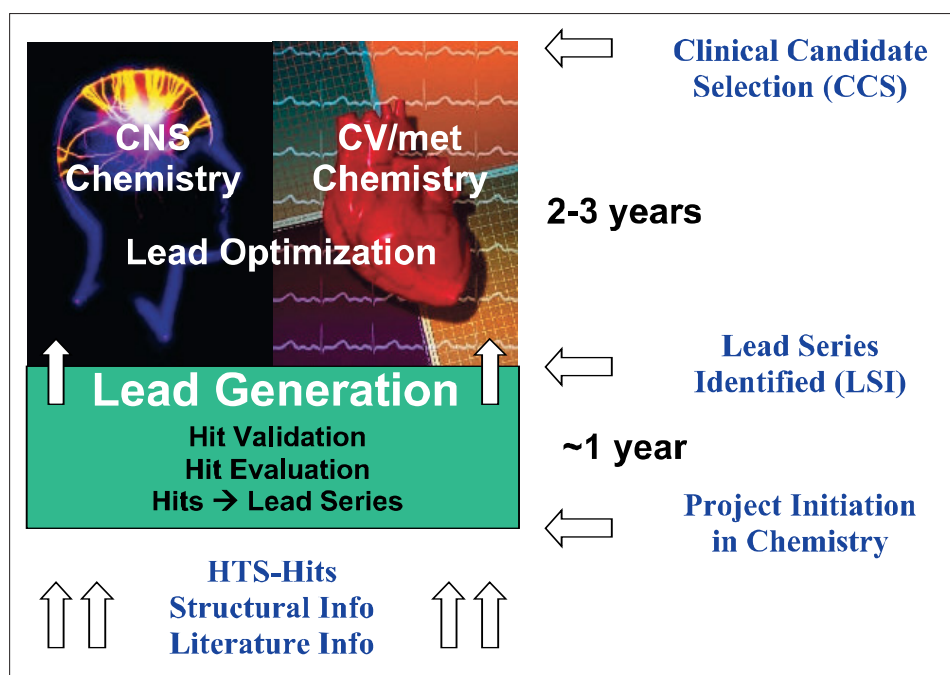 Clinical Candidate
Selection (CCS)
CNS
Chemistry
CV/met
Chemistry
2-3 years
Lead Optimization
Lead Series
Identified (LSI)
Lead Generation
Hit Validation
Hit Evaluation
Hits → Lead Series
~1 year
Project Initiation
in Chemistry
HTS-Hits
Structural Info
Literature Info